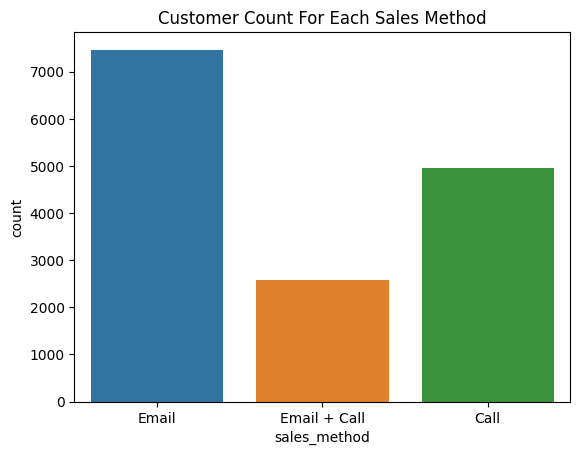 Customer Count For Each Sales Method
count
7000
6000
5000
4000
3000
2000
1000
0
Email
Email + Call
Call
sales_method